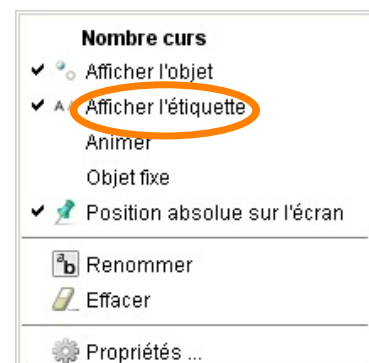 Nombre curs
Afficher l'objet
Afficher l'étiquette
Animer
Objet fixe
Position absolue sur l'écran
Renommer
Effacer
Propriétés ...